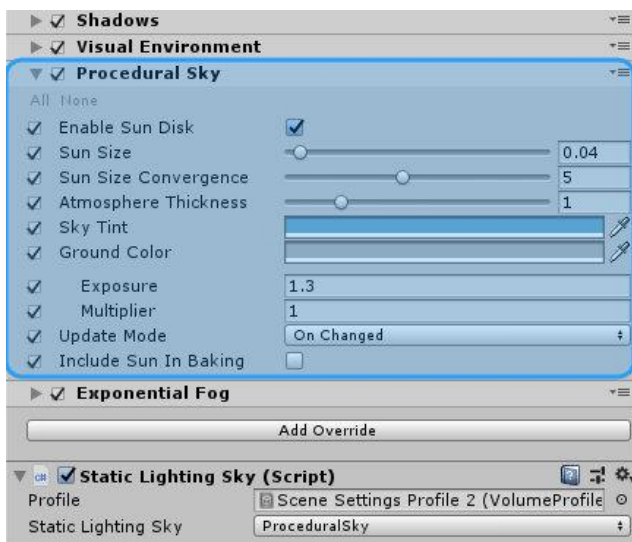 Shadows
Visual Environment
Procedural Sky
All None
Enable Sun Disk
Sun Size 0.04
Sun Size Convergence 5
Atmosphere Thickness 1
Sky Tint
Ground Color
Exposure 1.3
Multiplier 1
Update Mode On Changed
Include Sun In Baking
Exponential Fog
Add Override
c# Static Lighting Sky (Script)
Profile Scene Settings Profile 2 (VolumeProfile
Static Lighting Sky ProceduralSky